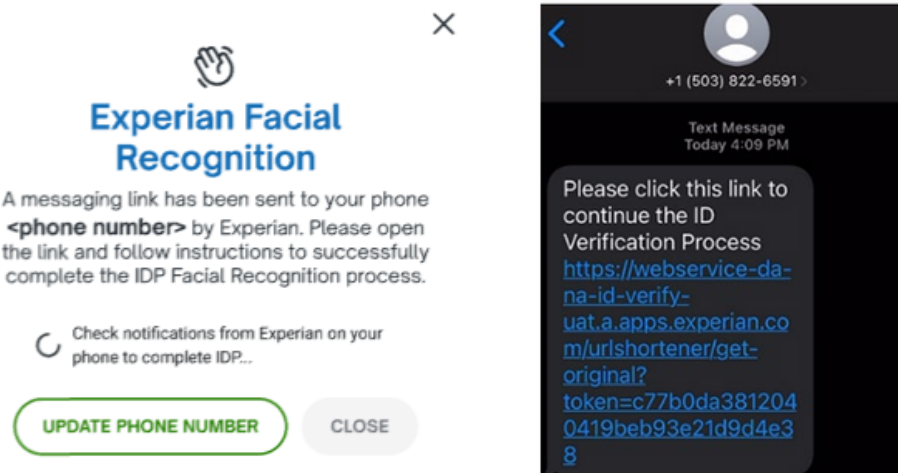 Experian Facial
Recognition
A messaging link has been sent to your phone
<phone number> by Experian. Please open
the link and follow instructions to successfully
complete the IDP Facial Recognition process.
Check notifications from Experian on your
phone to complete IDP...
UPDATE PHONE NUMBER
CLOSE
+1 (503) 822-6591 >
Text Message
Today 4:09 PM
Please click this link to
continue the ID
Verification Process
https://webservice-da-
na-id-verify-
uat.a.apps.experian.co
m/urlshortener/get-
original?
token=c77b0da381204
0419beb93e21d9d4e3
8